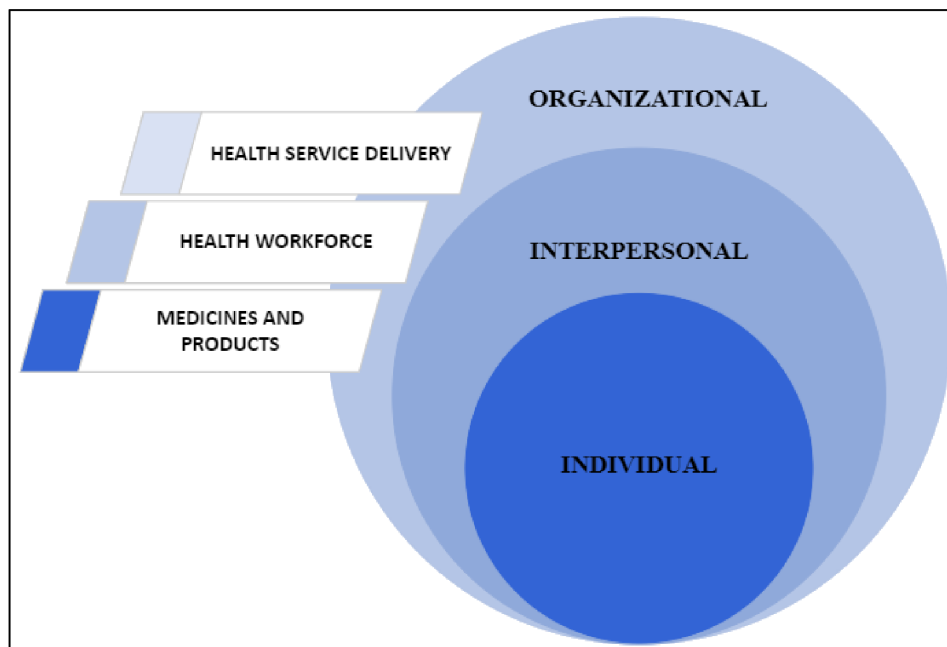 ORGANIZATIONAL
HEALTH SERVICE DELIVERY
HEALTH WORKFORCE
INTERPERSONAL
MEDICINES AND
PRODUCTS
INDIVIDUAL